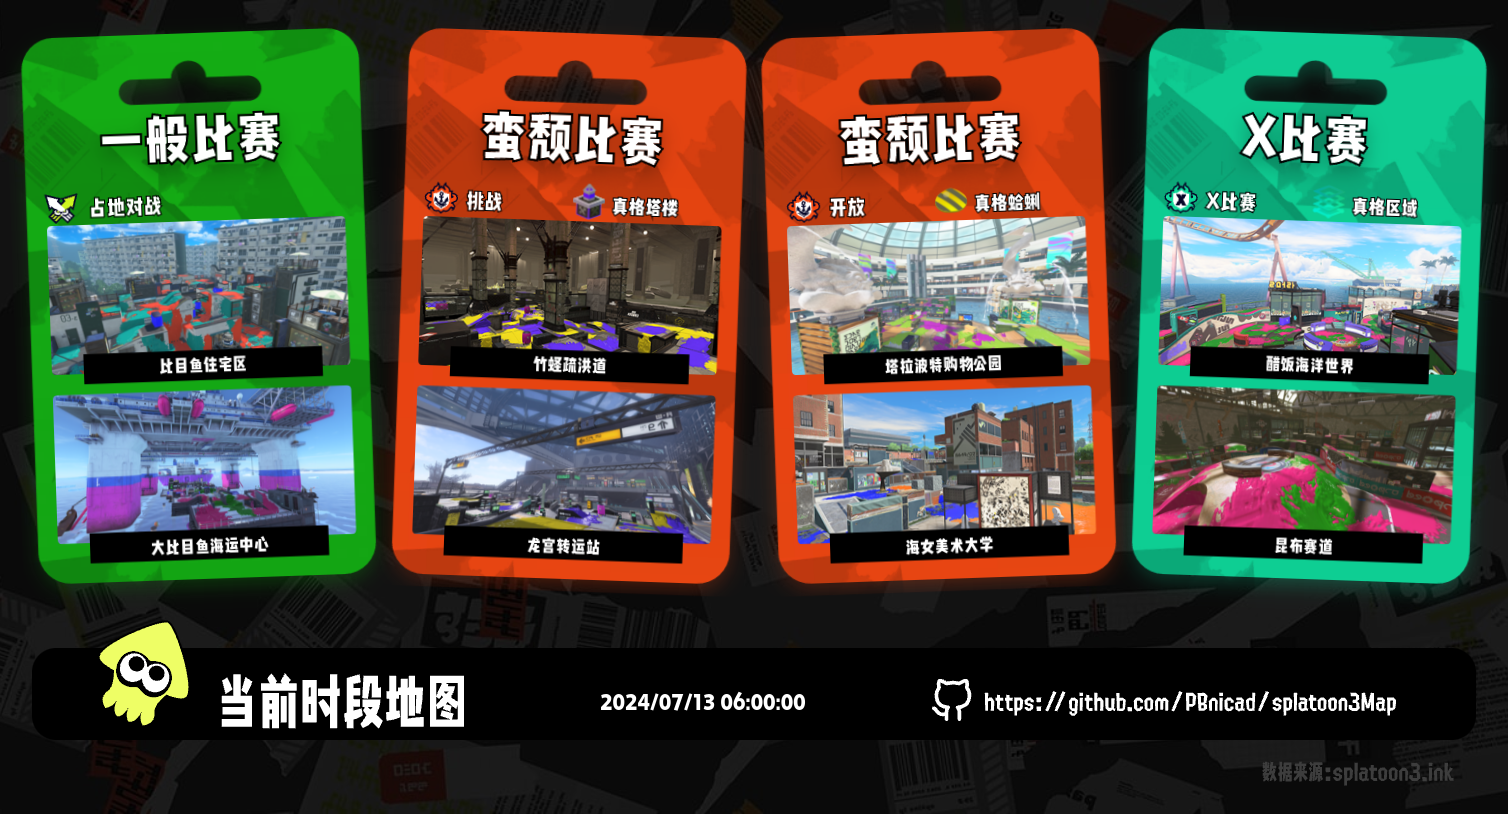 一般比赛
占地对战
比目鱼住宅区
大比目鱼海运中心
蛮颓比赛
挑战
真格塔楼
竹蛏疏洪道
龙宫转运站
蛮颓比赛
开放
真格蛤蜊
塔拉波特购物公园
海女美术大学
X比赛
X比赛
真格区域
醋饭海洋世界
昆布赛道
当前时段地图
2024/07/13 06:00:00
https://github.com/PBnicad/splatoon3Map
数据来源:splatoon3.ink